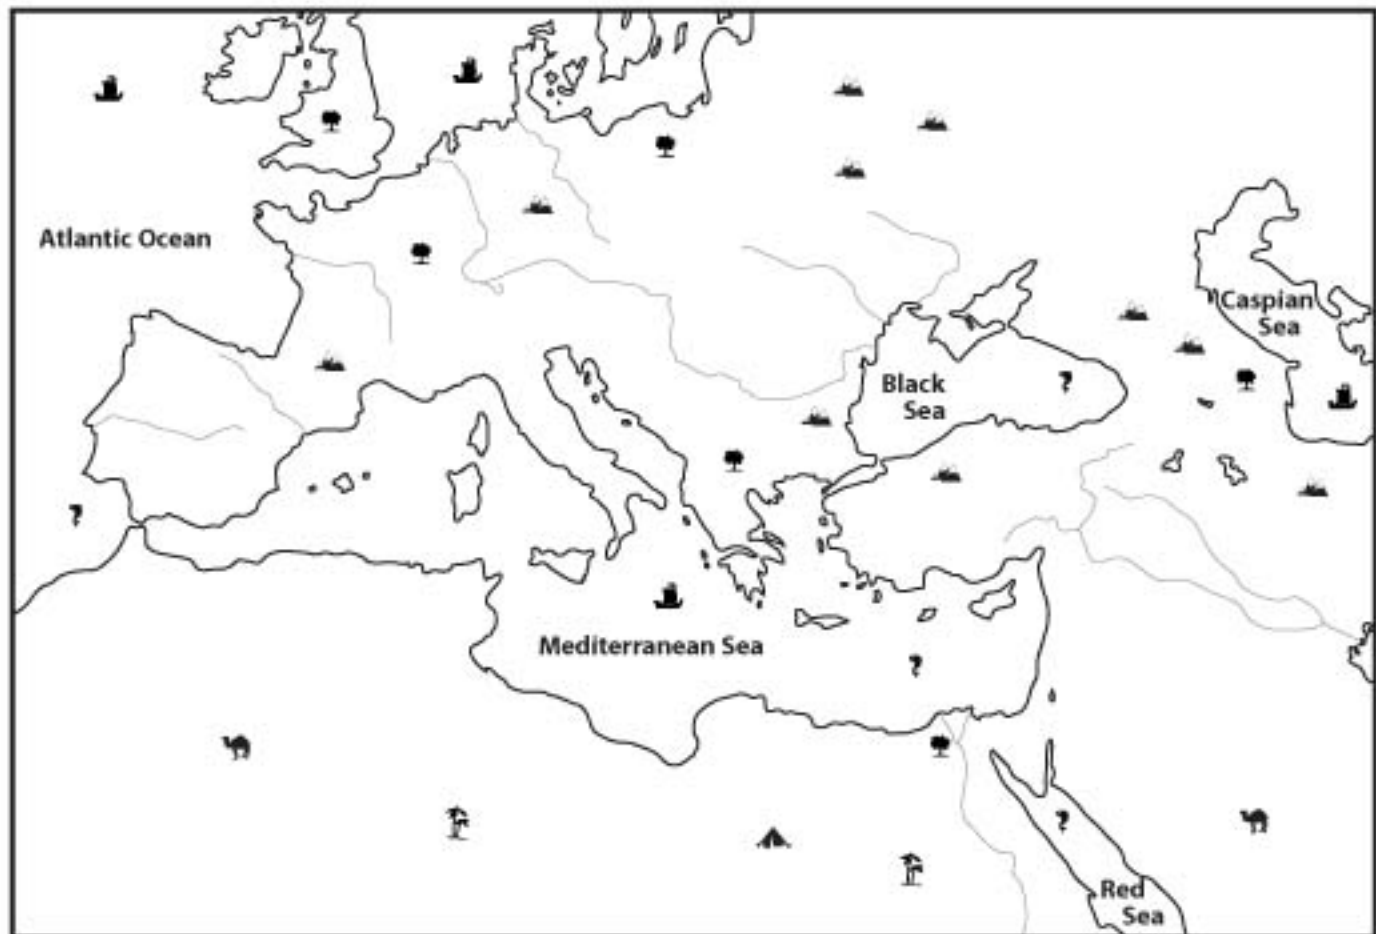 Atlantic Ocean
Caspian
Sea
Black
Sea
Mediterranean Sea
Red
Sea